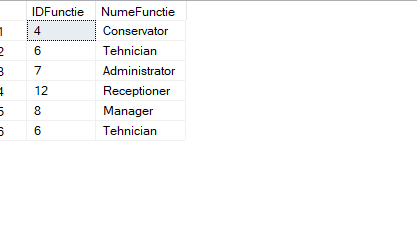 IDFunctie NumeFunctie
1 4 Conservator
2 6 Tehnician
3 7 Administrator
4 12 Receptioner
5 8 Manager
6 6 Tehnician